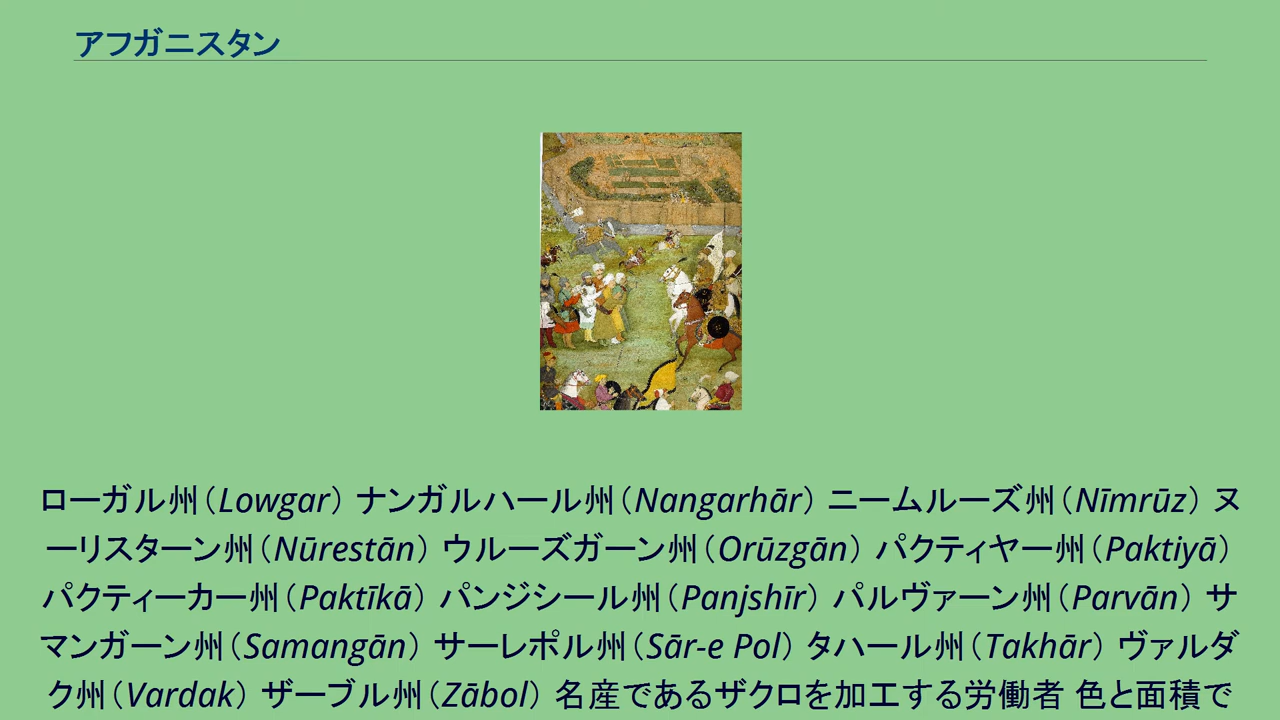 アフガニスタン
ローガル州（Lowgar） ナンガルハール州（Nangarhār） ニームルーズ州（Nīmrūz） ヌ
ーリスターン州（Nūrestān） ウルーズガーン州（Orūzgān） パクティヤー州（Paktiyā）
パクティーカー州（Paktīkā） パンジシール州（Panjshīr） パルヴァーン州（Parvān） サ
マンガーン州（Samangān） サーレポル州（Sār-e Pol） タハール州（Takhār） ヴァルダ
ク州（Vardak） ザーブル州（Zābol） 名産であるザクロを加工する労働者 色と面積で